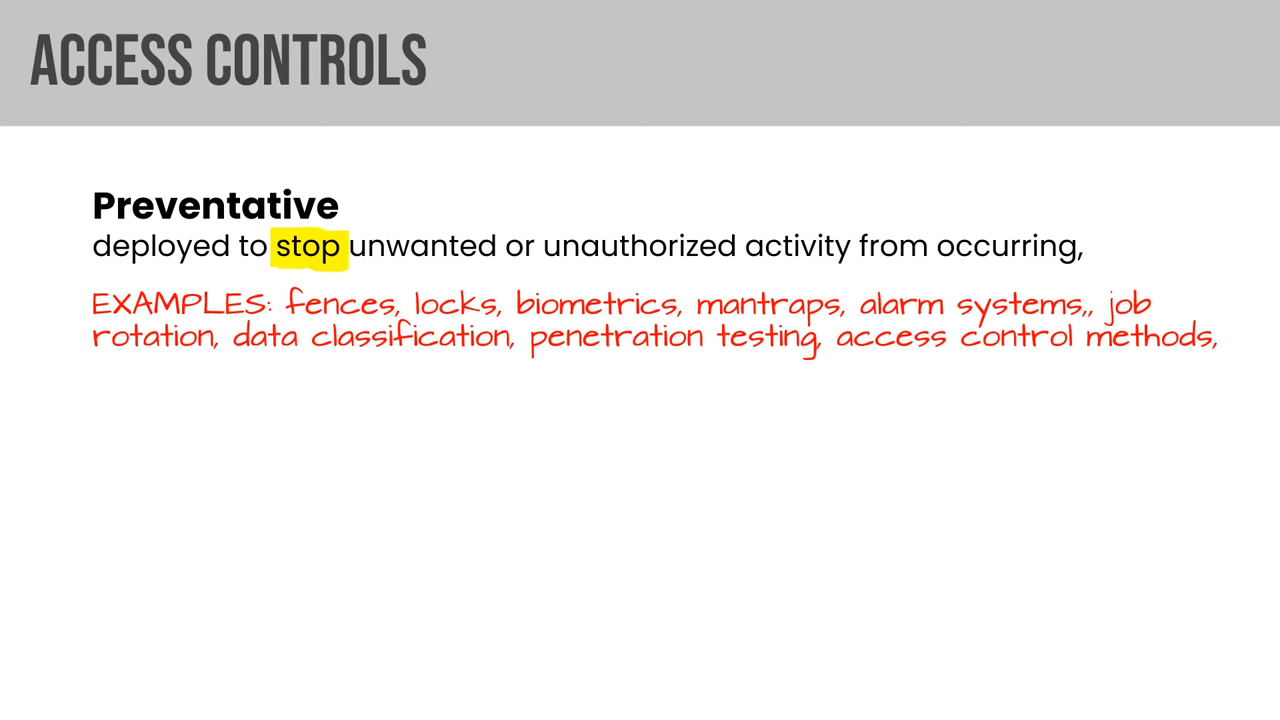 ACCESS CONTROLS
Preventative
deployed to stop unwanted or unauthorized activity from occurring,
EXAMPLES: fences, locks, biometrics, mantraps, alarm systems,, job
rotation, data classification, penetration testing, access control methods,